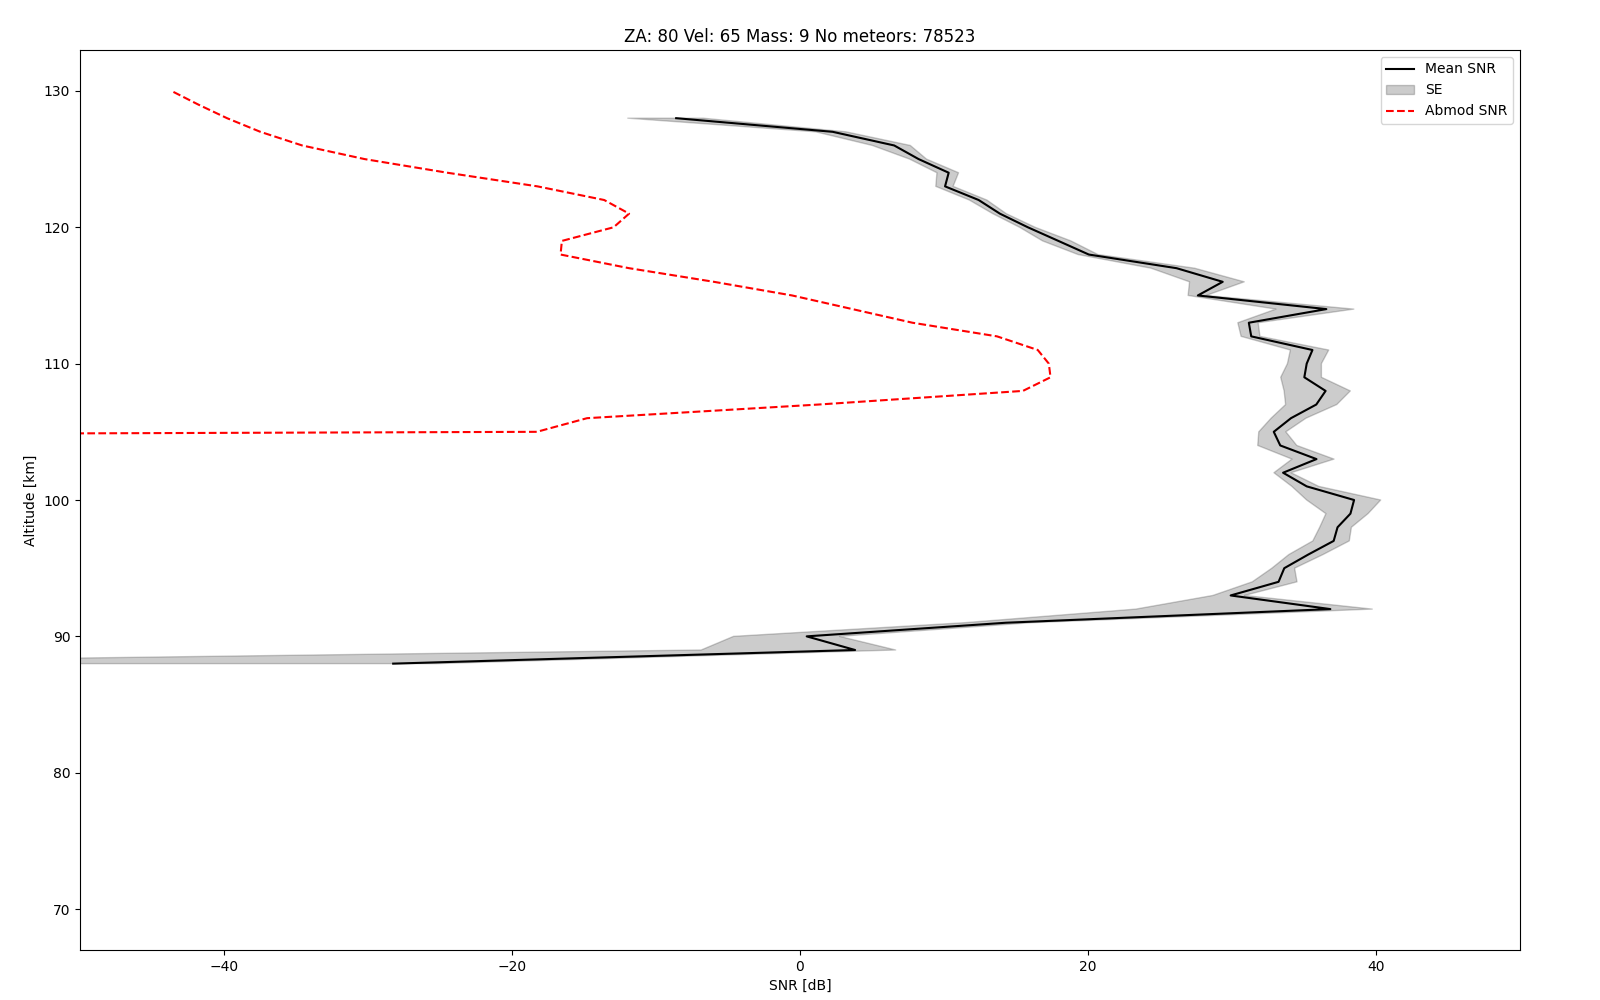 ZA: 80 Vel: 65 Mass: 9 No meteors: 78523
Mean SNR
SE
Abmod SNR
130
120
110
100
90
80
70
Altitude [km]
−40
−20
0
20
40
SNR [dB]